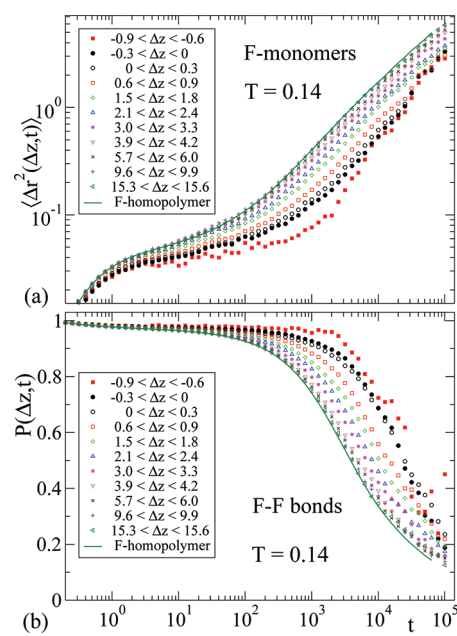 -0.9 < Δz < -0.6
-0.3 < Δz < 0
0 < Δz < 0.3
0.6 < Δz < 0.9
1.5 < Δz < 1.8
2.1 < Δz < 2.4
3.0 < Δz < 3.3
3.9 < Δz < 4.2
5.7 < Δz < 6.0
9.6 < Δz < 9.9
15.3 < Δz < 15.6
F-homopolymer
F-monomers
T = 0.14
⟨Δr²(Δz,t)⟩
10⁰
10⁻¹
(a)
10⁰ 10¹ 10² 10³ 10⁴ 10⁵
1
0.8
0.6
0.4
0.2
P(Δz,t)
-0.9 < Δz < -0.6
-0.3 < Δz < 0
0 < Δz < 0.3
0.6 < Δz < 0.9
1.5 < Δz < 1.8
2.1 < Δz < 2.4
3.0 < Δz < 3.3
3.9 < Δz < 4.2
5.7 < Δz < 6.0
9.6 < Δz < 9.9
15.3 < Δz < 15.6
F-homopolymer
F-F bonds
T = 0.14
(b)
10⁰ 10¹ 10² 10³ 10⁴ t 10⁵